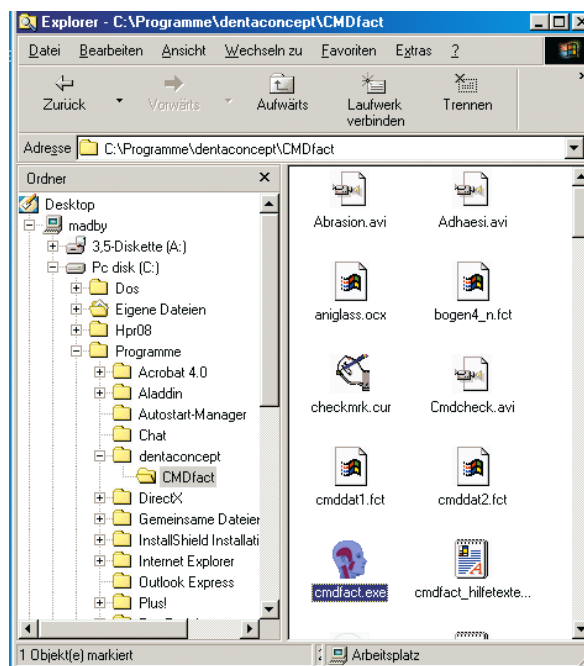 Explorer - C:\Programme\dentaconcept\CMDfact
Datei Bearbeiten Ansicht Wechseln zu Favoriten Extras ?
Zurück Vorwärts Aufwärts Laufwerk verbinden Trennen
Adresse C:\Programme\dentaconcept\CMDfact
Ordner
Desktop
madby
3,5-Diskette (A:)
Pc disk (C:)
Dos
Eigene Dateien
Hpr08
Programme
Acrobat 4.0
Aladdin
Autostart-Manager
Chat
dentaconcept
CMDfact
DirectX
Gemeinsame Dateier
InstallShield Installati
Internet Explorer
Outlook Express
Plus!
Abrasion.avi Adhaesi.avi
aniglass.ocx bogen4_n.fct
checkmrk.cur Cmdcheck.avi
cmddat1.fct cmddat2.fct
cmdfact.exe cmdfact_hilfetexte...
1 Objekt(e) markiert Arbeitsplatz